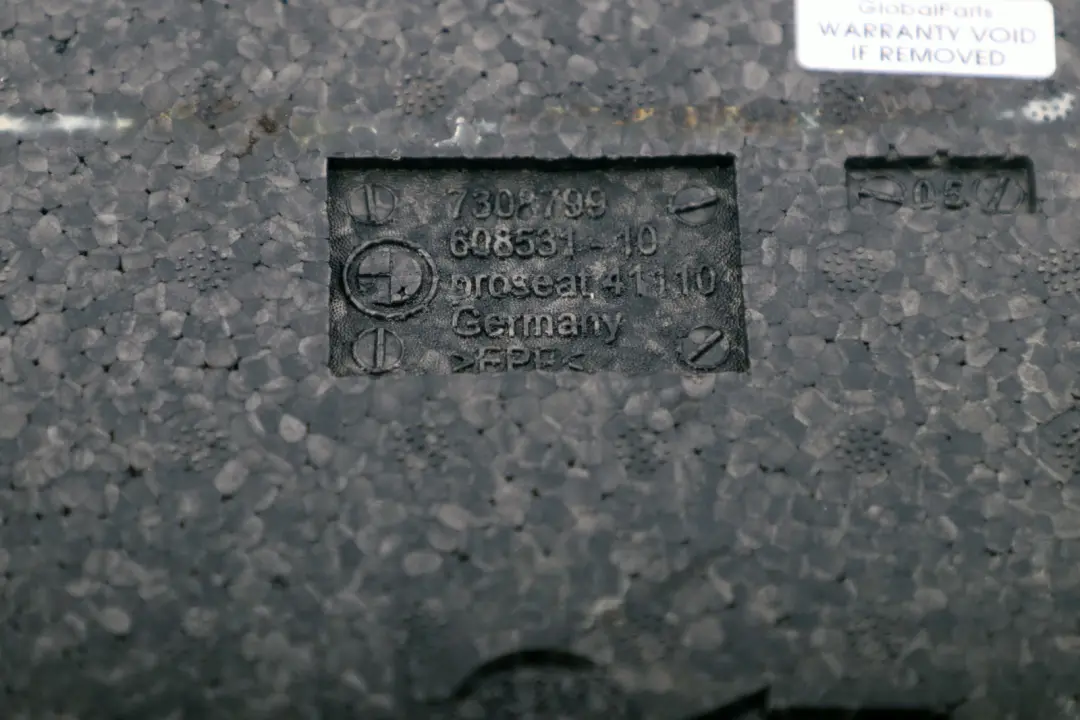 GlobalParts
WARRANTY VOID
IF REMOVED
7308799
608531-10
proseat 41110
Germany
>EPP<